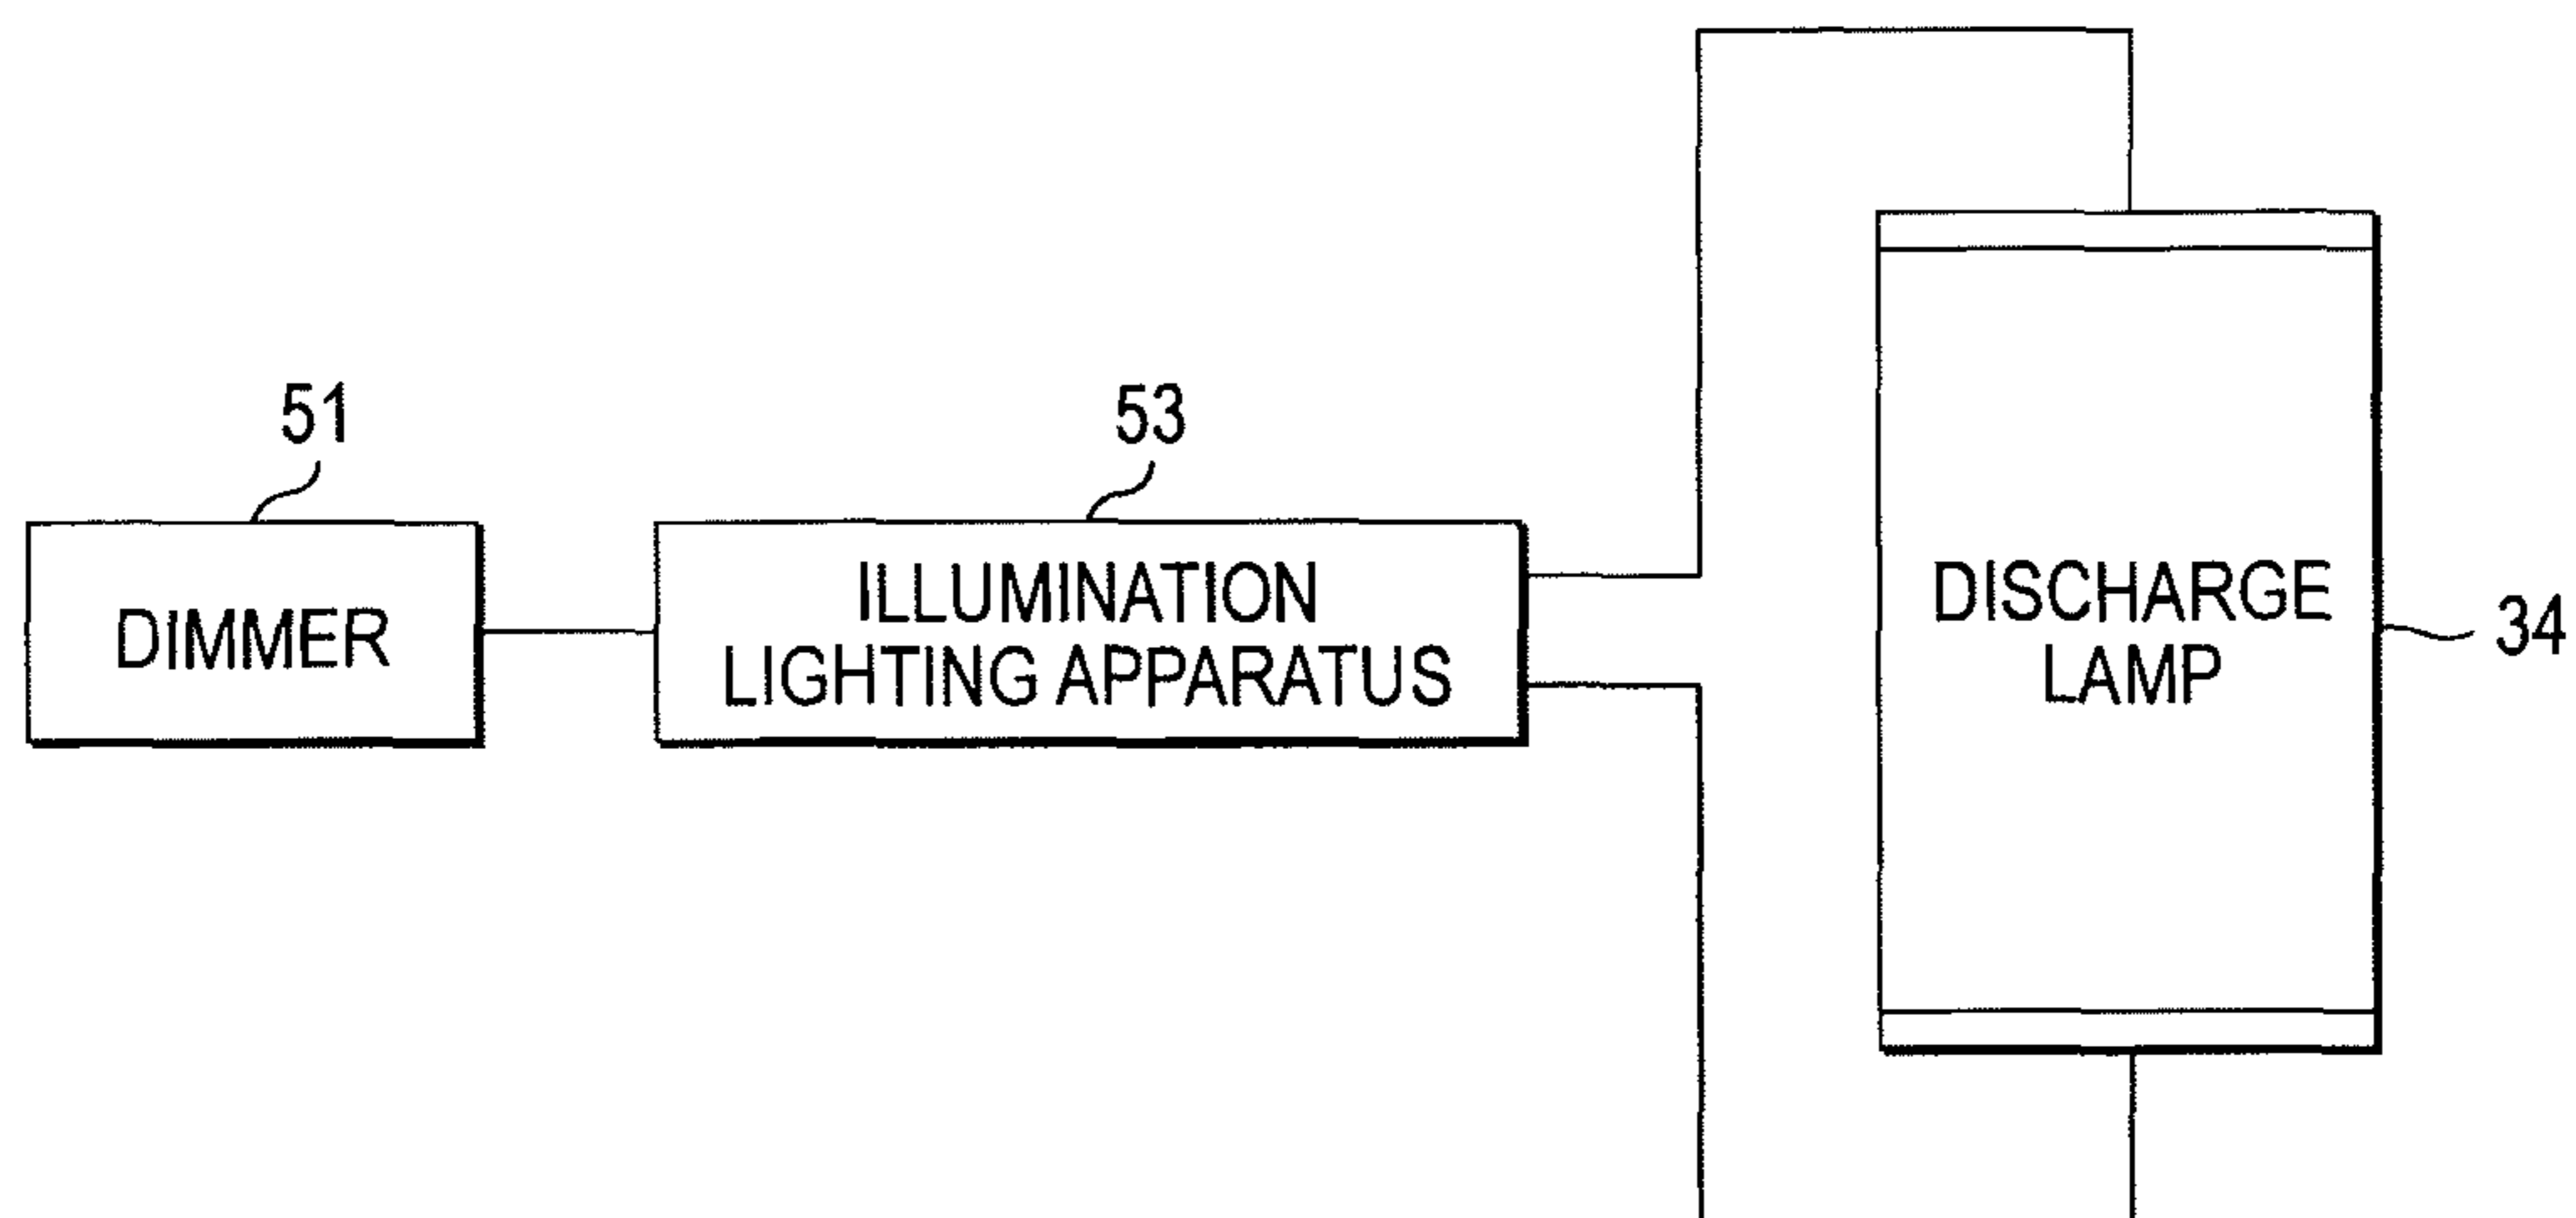 51
53
DIMMER
ILLUMINATION
LIGHTING APPARATUS
DISCHARGE
LAMP
34